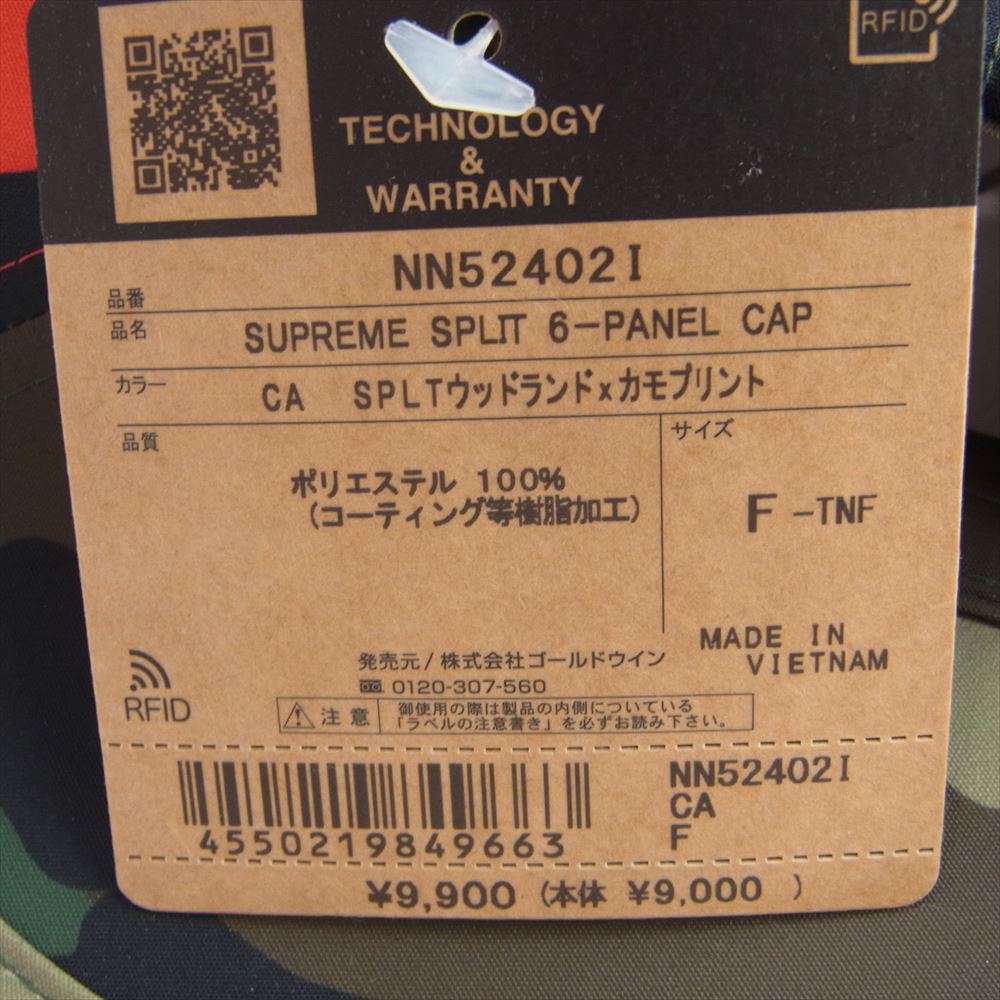 RFID
TECHNOLOGY
&
WARRANTY
品番 NN52402I
品名 SUPREME SPLIT 6-PANEL CAP
カラー CA SPLTウッドランドxカモプリント
品質 サイズ
ポリエステル 100%
(コーティング等樹脂加工)
F -TNF
MADE IN
VIETNAM
発売元/株式会社ゴールドウイン
0120-307-560
RFID
注意
御使用の際は製品の内側についている
「ラベルの注意書き」を必ずお読み下さい。
NN52402I
CA
F
4550219849663
¥9,900 (本体 ¥9,000 )